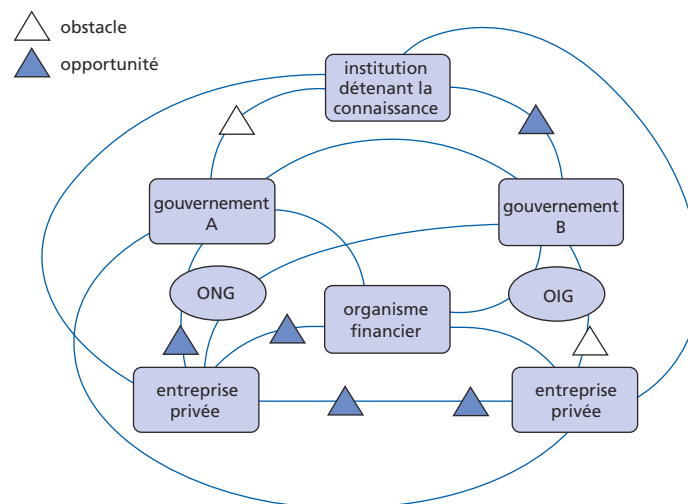 obstacle
opportunité
institution
détenant la
connaissance
gouvernement
A
gouvernement
B
ONG
organisme
financier
OIG
entreprise
privée
entreprise
privée